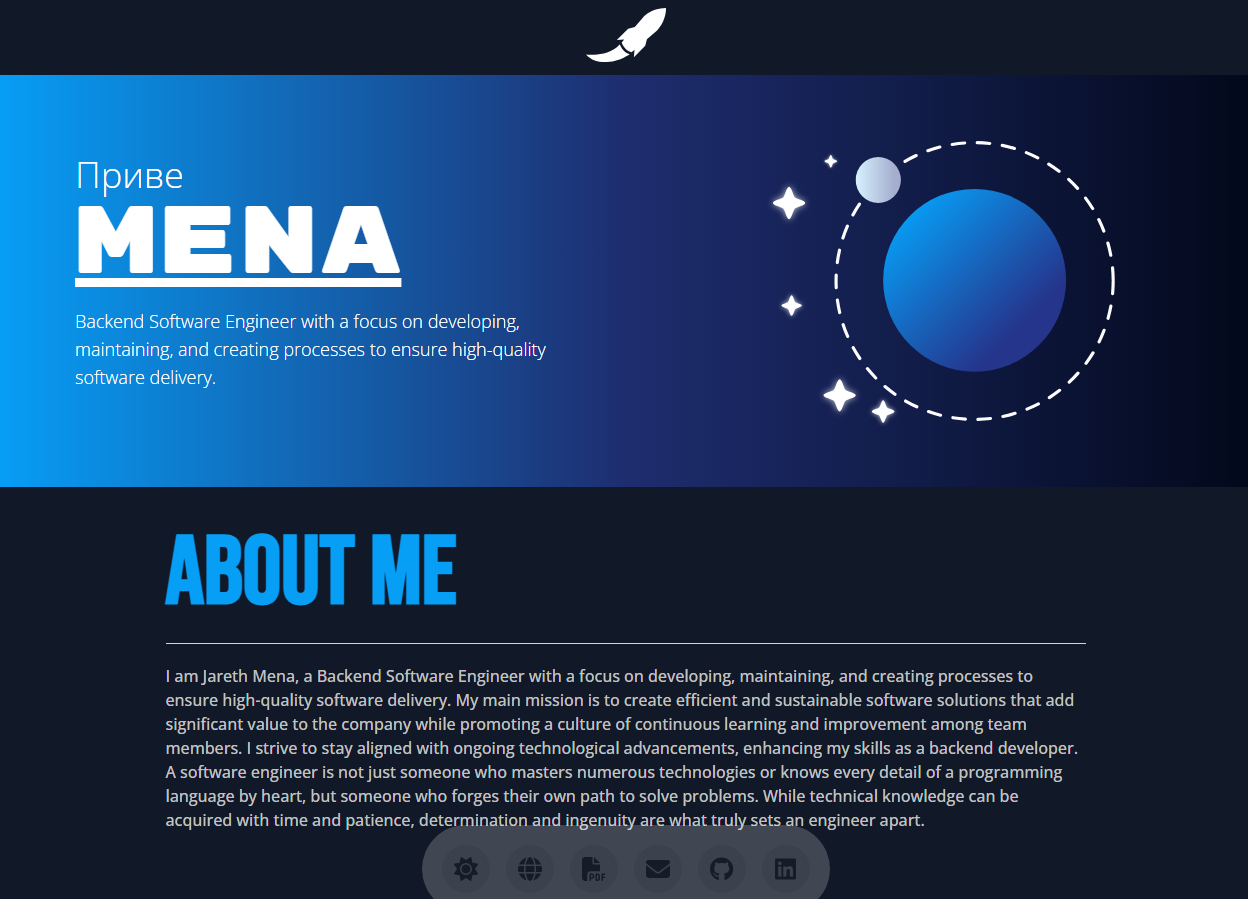 Приве
MENA
Backend Software Engineer with a focus on developing,
maintaining, and creating processes to ensure high-quality
software delivery.
ABOUT ME
I am Jareth Mena, a Backend Software Engineer with a focus on developing, maintaining, and creating processes to
ensure high-quality software delivery. My main mission is to create efficient and sustainable software solutions that add
significant value to the company while promoting a culture of continuous learning and improvement among team
members. I strive to stay aligned with ongoing technological advancements, enhancing my skills as a backend developer.
A software engineer is not just someone who masters numerous technologies or knows every detail of a programming
language by heart, but someone who forges their own path to solve problems. While technical knowledge can be
acquired with time and patience, determination and ingenuity are what truly sets an engineer apart.
PDF
in